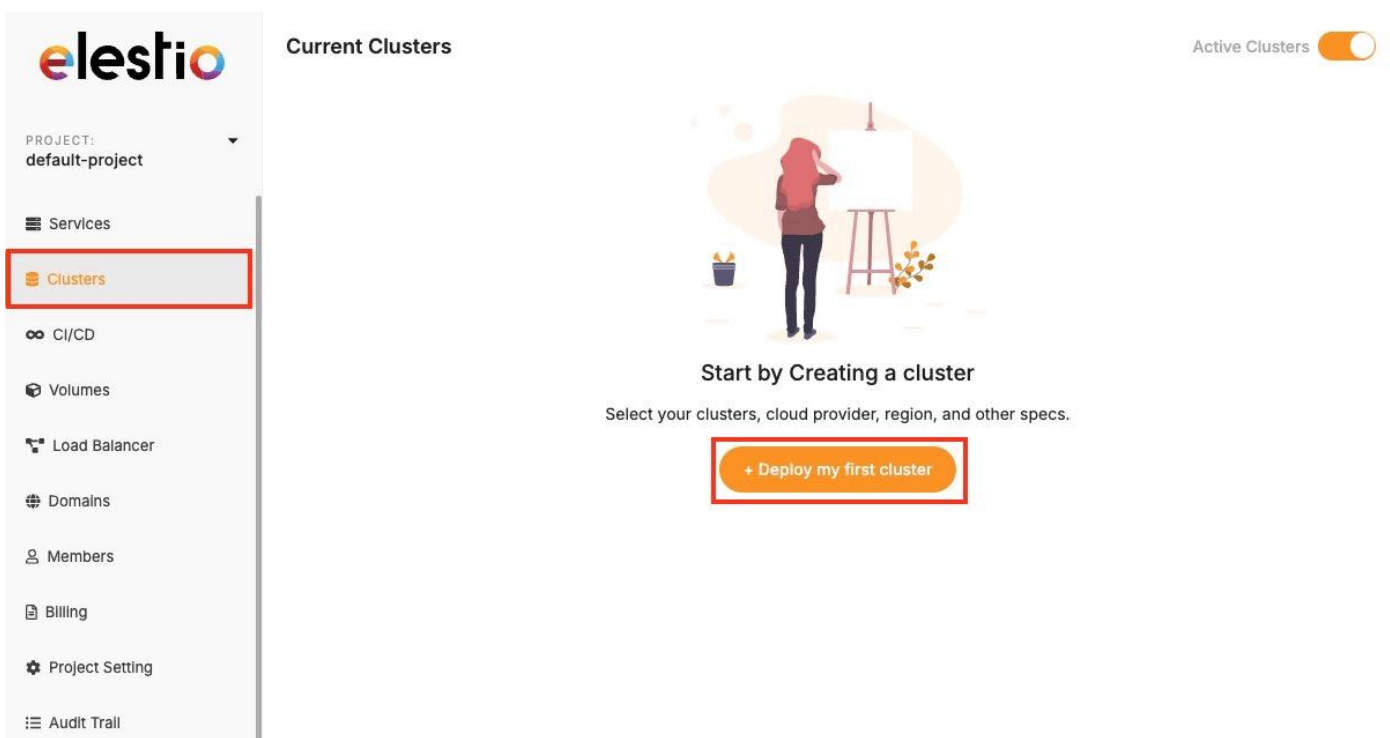 elestio
PROJECT:
default-project
Services
Clusters
CI/CD
Volumes
Load Balancer
Domains
Members
Billing
Project Setting
Audit Trail
Current Clusters
Active Clusters
Start by Creating a cluster
Select your clusters, cloud provider, region, and other specs.
+ Deploy my first cluster